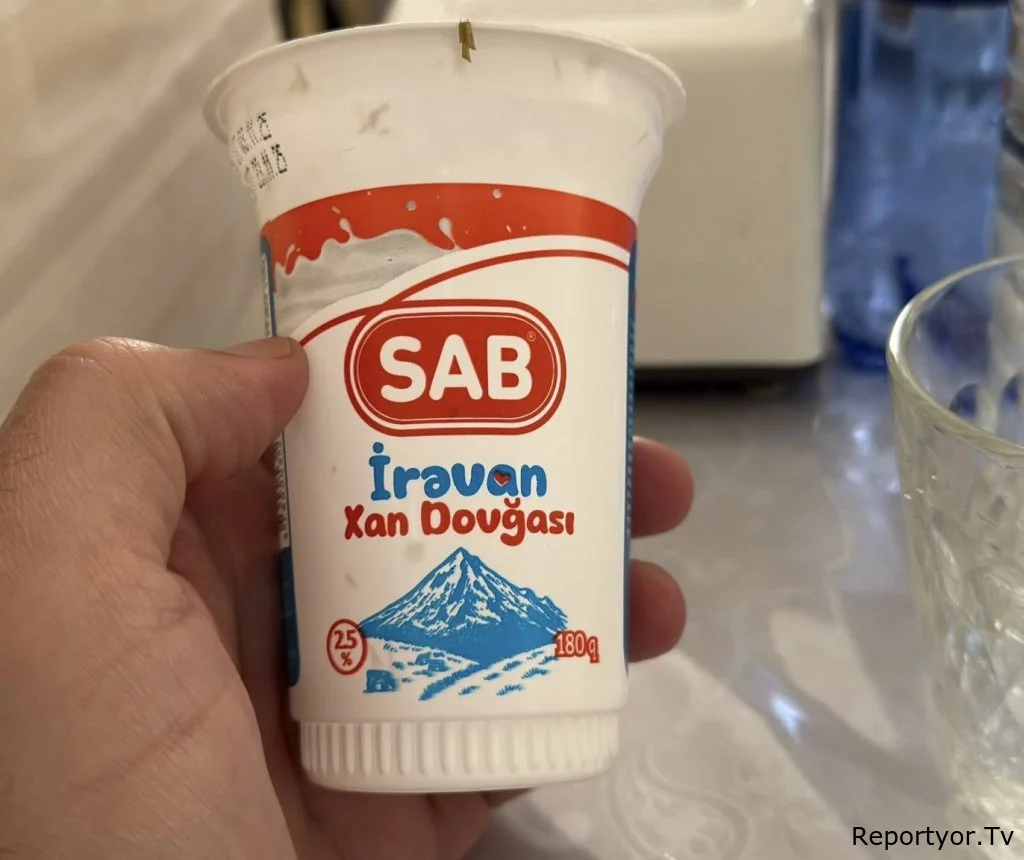 SAB®
İrəvan
Xan Dovğası
2.5
%
180 q
Reportyor.Tv